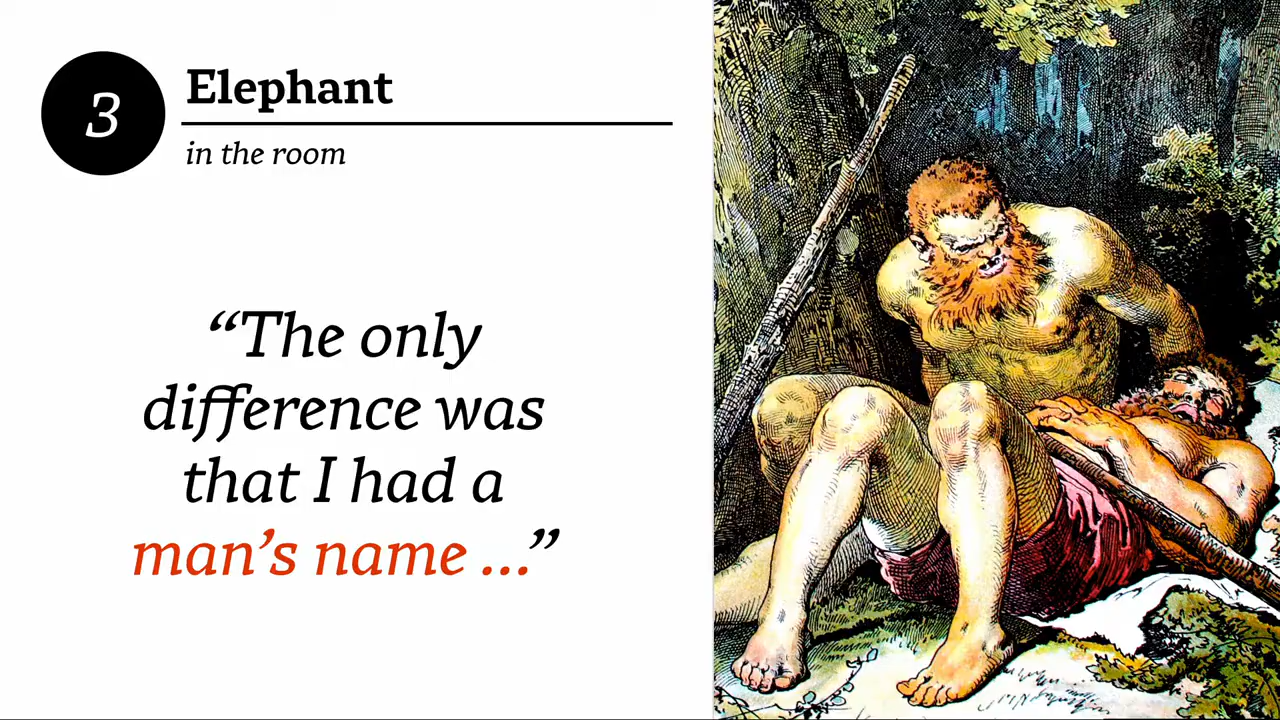 3
Elephant
in the room
“The only
difference was
that I had a
man’s name ...”